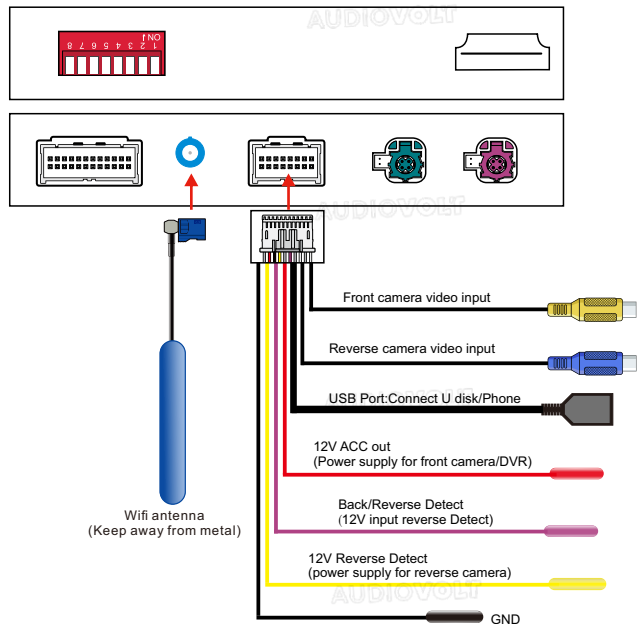 AUDIOVOLT
ON
1 2 3 4 5 6 7 8
AUDIOVOLT
Front camera video input
Reverse camera video input
USB Port:Connect U disk/Phone
12V ACC out
(Power supply for front camera/DVR)
Wifi antenna
(Keep away from metal)
Back/Reverse Detect
(12V input reverse Detect)
12V Reverse Detect
(power supply for reverse camera)
AUDIOVOLT
GND